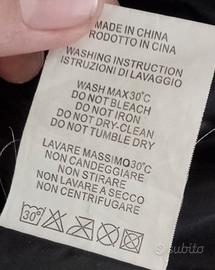 MADE IN CHINA
RODOTTO IN CINA
WASHING INSTRUCTION
ISTRUZIONI DI LAVAGGIO
WASH MAX30°C
DO NOT BLEACH
DO NOT IRON
DO NOT DRY-CLEAN
DO NOT TUMBLE DRY
LAVARE MASSIMO30°C
NON CANDEGGIARE
NON STIRARE
NON LAVARE A SECCO
NON CENTRIFUGARE
30°
subito